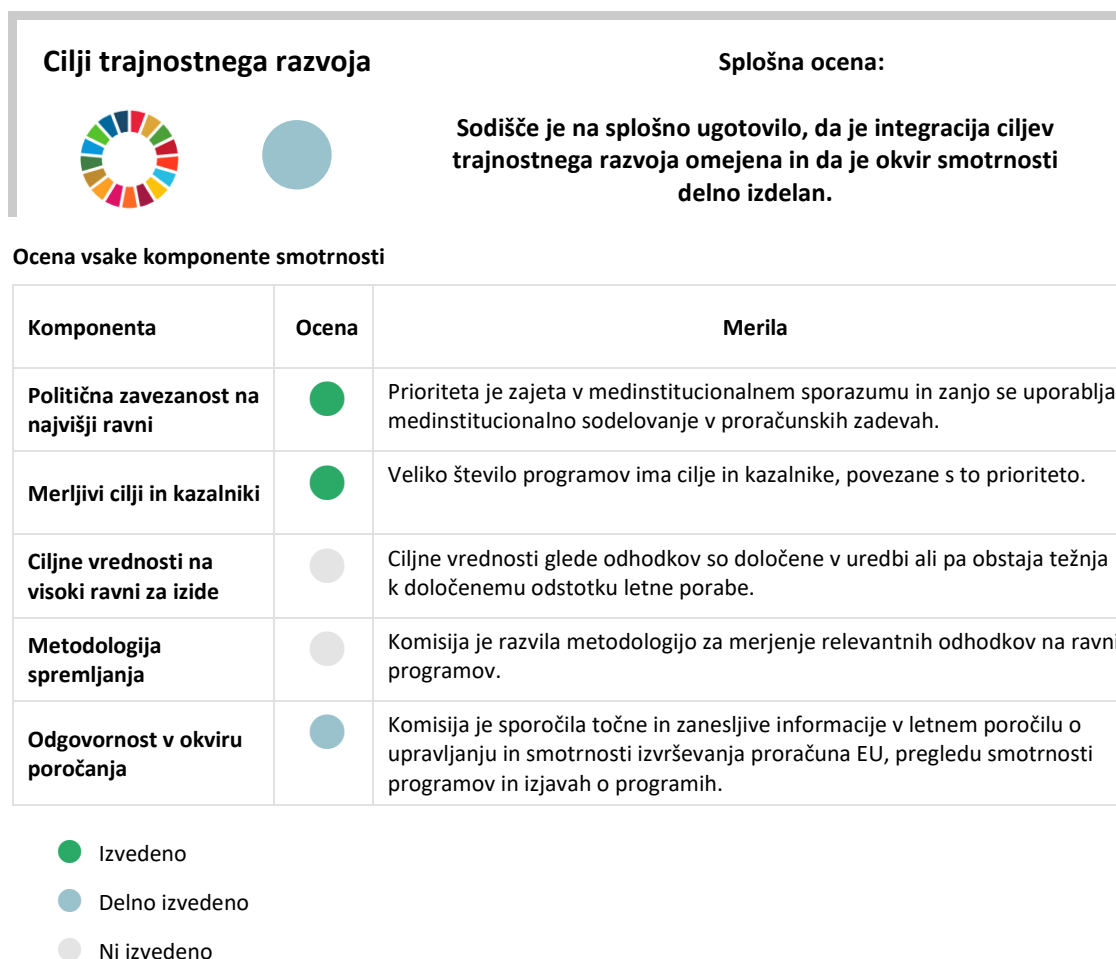 Cilji trajnostnega razvoja
Splošna ocena:
Sodišče je na splošno ugotovilo, da je integracija ciljev
trajnostnega razvoja omejena in da je okvir smotrnosti
delno izdelan.
Ocena vsake komponente smotrnosti
Komponenta
Ocena
Merila
Politična zavezanost na
najvišji ravni
Prioriteta je zajeta v medinstitucionalnem sporazumu in zanjo se uporablja
medinstitucionalno sodelovanje v proračunskih zadevah.
Merljivi cilji in kazalniki
Veliko število programov ima cilje in kazalnike, povezane s to prioriteto.
Ciljne vrednosti na
visoki ravni za izide
Ciljne vrednosti glede odhodkov so določene v uredbi ali pa obstaja težnja
k določenemu odstotku letne porabe.
Metodologija
spremljanja
Komisija je razvila metodologijo za merjenje relevantnih odhodkov na ravni
programov.
Odgovornost v okviru
poročanja
Komisija je sporočila točne in zanesljive informacije v letnem poročilu o
upravljanju in smotrnosti izvrševanja proračuna EU, pregledu smotrnosti
programov in izjavah o programih.
Izvedeno
Delno izvedeno
Ni izvedeno